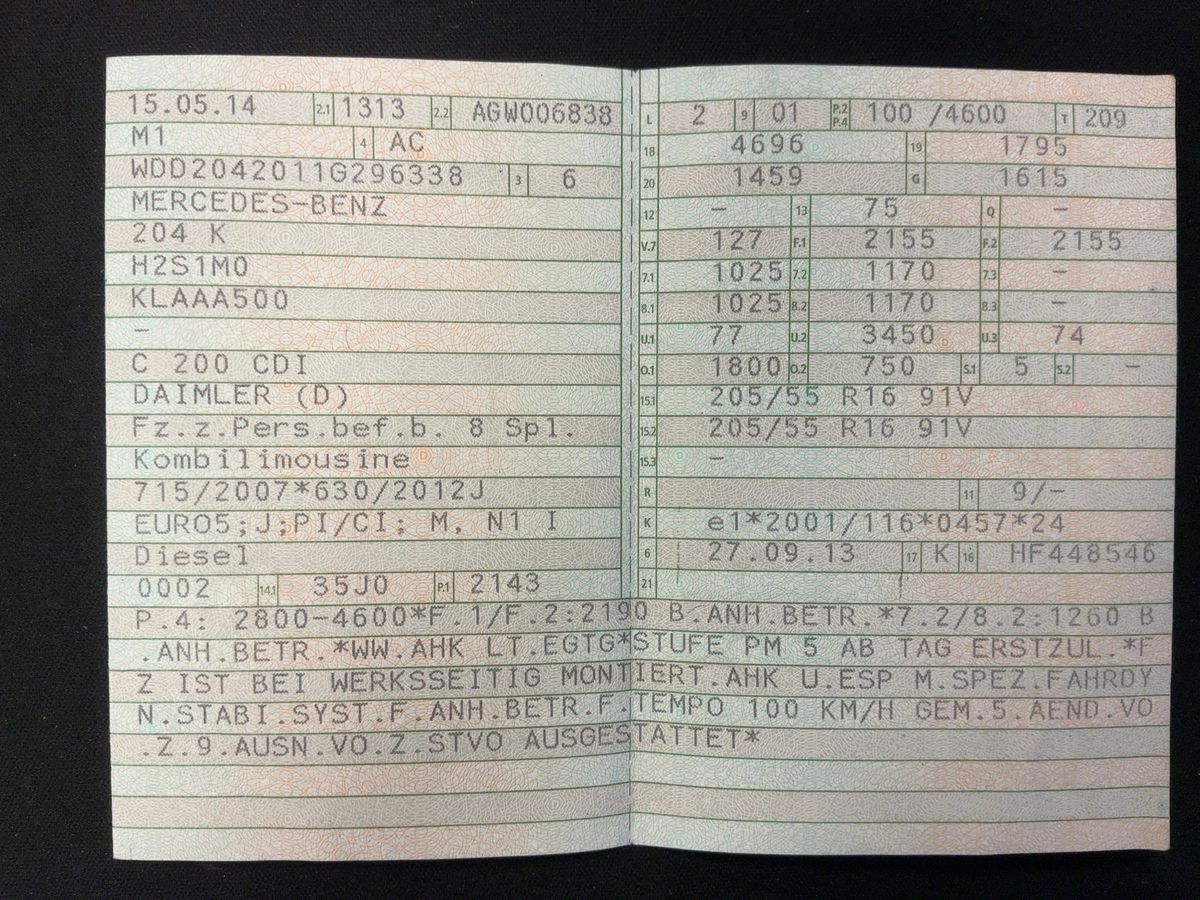 15.05.14 2.1 1313 2.2 AGW006838
M1 4 AC
WDD2042011G296338 3 6
MERCEDES-BENZ
204 K
H2S1M0
KLAAA500
-
C 200 CDI
DAIMLER (D)
Fz.z.Pers.bef.b. 8 Spl.
Kombilimousine
715/2007*630/2012J
EURO5;J;PI/CI; M, N1 I
Diesel
0002 14.1 35J0 P.1 2143
L 2 9 01 P.2 P.4 100 /4600 T 209
18 4696 19 1795
20 1459 G 1615
12 - 13 75 Q -
V.7 127 F.1 2155 F.2 2155
7.1 1025 7.2 1170 7.3 -
8.1 1025 8.2 1170 8.3 -
U.1 77 U.2 3450 U.3 74
O.1 1800 O.2 750 S.1 5 S.2 -
15.1 205/55 R16 91V
15.2 205/55 R16 91V
15.3 -
R 11 9/-
K e1*2001/116*0457*24
6 27.09.13 17 K 16 HF448546
21
P.4: 2800-4600*F.1/F.2:2190 B.ANH.BETR.*7.2/8.2:1260 B
.ANH.BETR.*WW.AHK LT.EGTG*STUFE PM 5 AB TAG ERSTZUL.*F
Z IST BEI WERKSSEITIG MONTIERT.AHK U.ESP M.SPEZ.FAHRDY
N.STABI.SYST.F.ANH.BETR.F.TEMPO 100 KM/H GEM.5.AEND.VO
.Z.9.AUSN.VO.Z.STVO AUSGESTATTET*